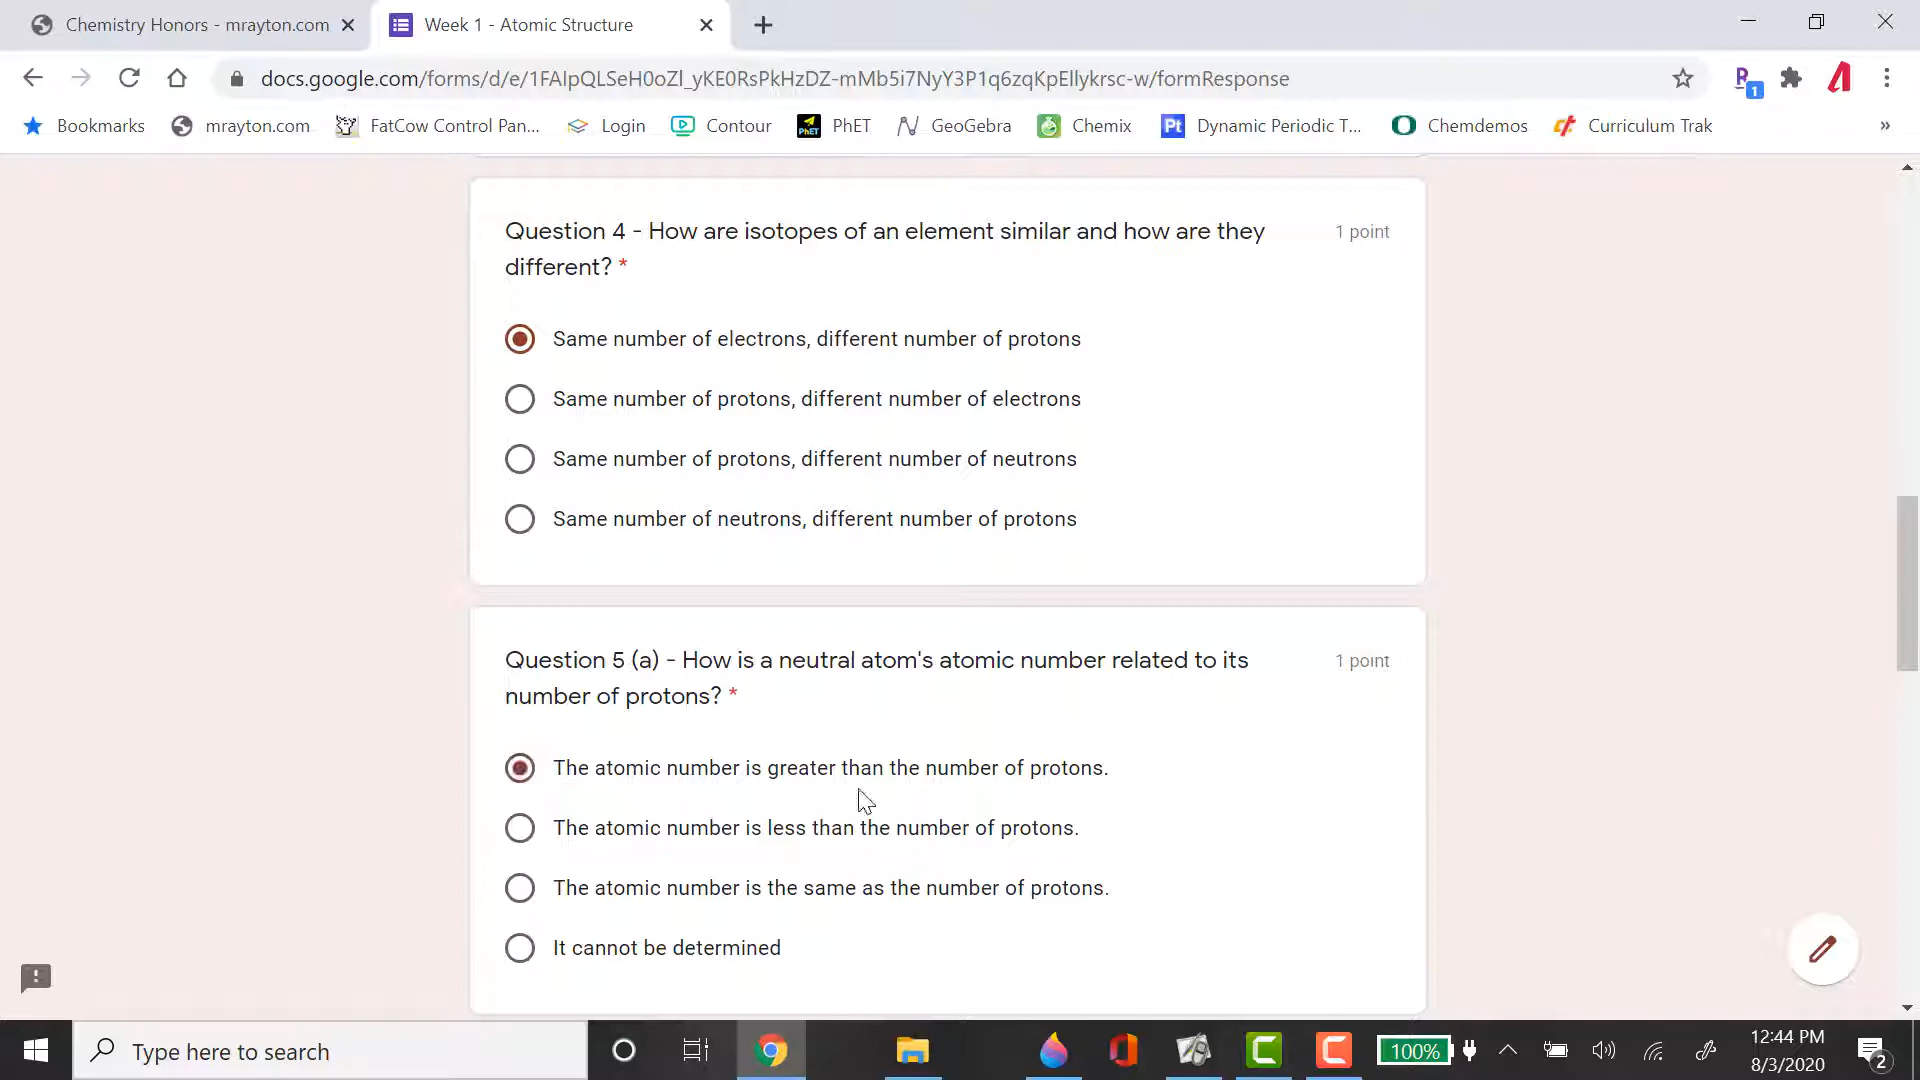 Chemistry Honors - mrayton.com
Week 1 - Atomic Structure
docs.google.com/forms/d/e/1FAIpQLSeH0oZl_yKE0RsPkHzDZ-mMb5i7NyY3P1q6zqKpEllykrsc-w/formResponse
1
Bookmarks mrayton.com FatCow Control Pan... Login Contour PhET PhET GeoGebra Chemix Pt Dynamic Periodic T... Chemdemos Curriculum Trak »
Question 4 - How are isotopes of an element similar and how are they
different? *
1 point
Same number of electrons, different number of protons
Same number of protons, different number of electrons
Same number of protons, different number of neutrons
Same number of neutrons, different number of protons
Question 5 (a) - How is a neutral atom's atomic number related to its
number of protons? *
1 point
The atomic number is greater than the number of protons.
The atomic number is less than the number of protons.
The atomic number is the same as the number of protons.
It cannot be determined
Type here to search
100%
12:44 PM
8/3/2020
2